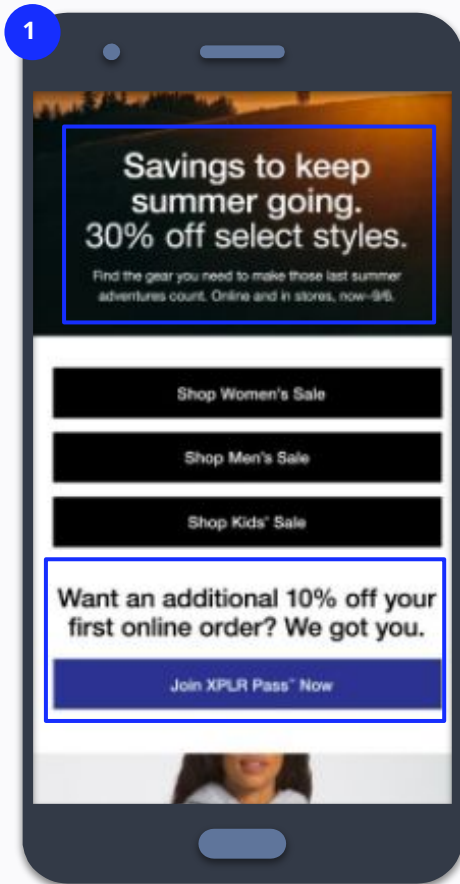 1
Savings to keep
summer going.
30% off select styles.
Find the gear you need to make those last summer
adventures count. Online and in stores, now–9/6.
Shop Women's Sale
Shop Men's Sale
Shop Kids' Sale
Want an additional 10% off your
first online order? We got you.
Join XPLR Pass™ Now